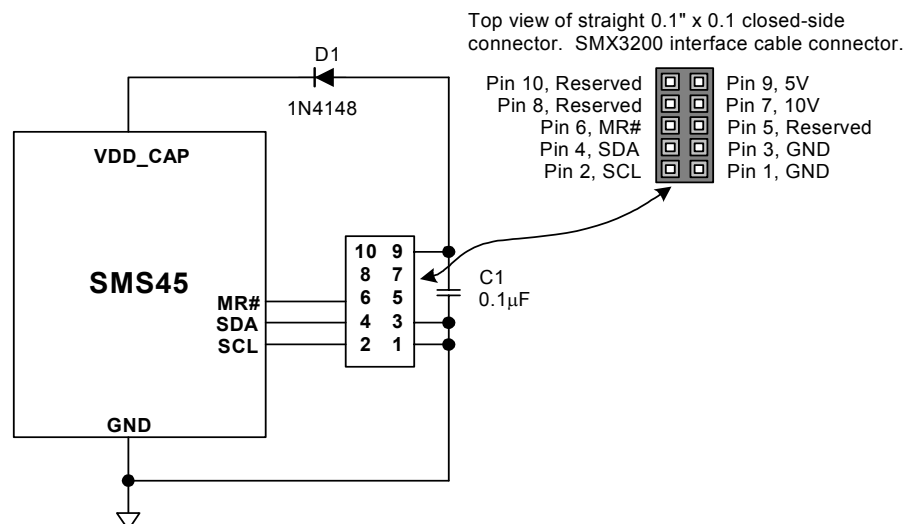 Top view of straight 0.1" x 0.1 closed-side
connector. SMX3200 interface cable connector.
D1
1N4148
Pin 10, Reserved
Pin 9, 5V
Pin 8, Reserved
Pin 7, 10V
Pin 6, MR#
Pin 5, Reserved
Pin 4, SDA
Pin 3, GND
Pin 2, SCL
Pin 1, GND
VDD_CAP
SMS45
MR#
SDA
SCL
GND
10 9
8 7
6 5
4 3
2 1
C1
0.1µF